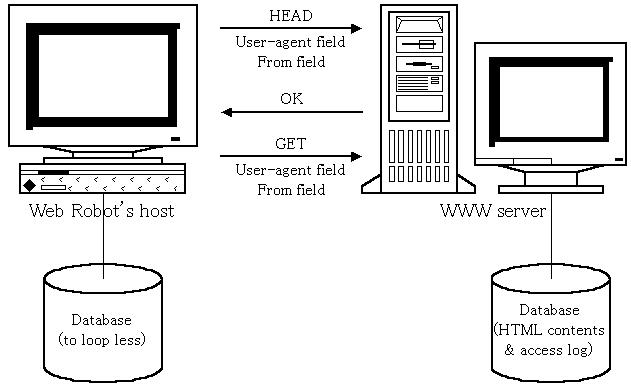 HEAD
User-agent field
From field
OK
GET
User-agent field
From field
Web Robot's host
WWW server
Database
(to loop less)
Database
(HTML contents
& access log)